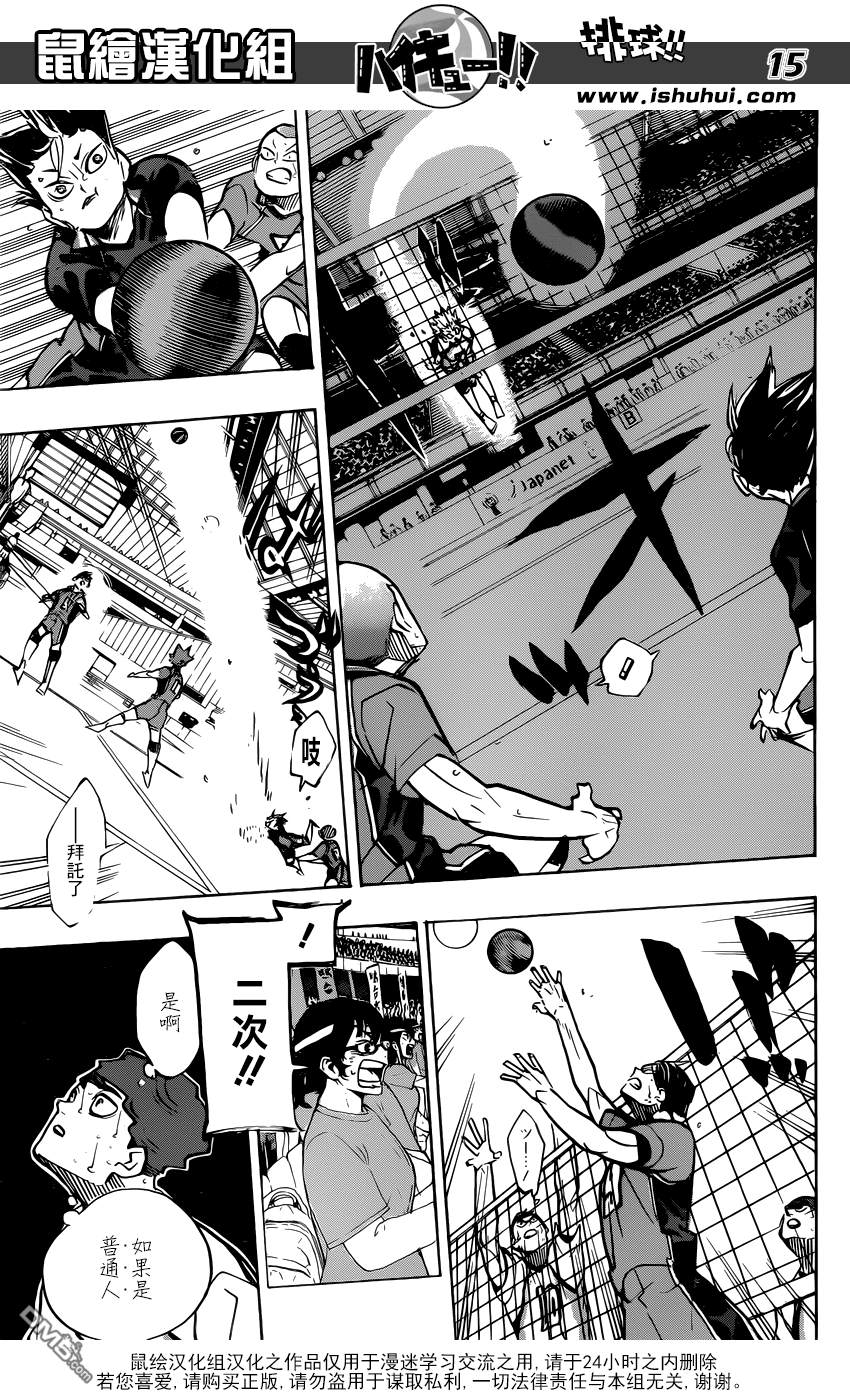 鼠繪漢化組
ハイキュー!!
排球!!
15
www.ishuhui.com
B
Japanet
!
吱
——拜託了
ソ…
!
二次!!
是啊
如果是
普通人
DM5.com
鼠绘汉化组汉化之作品仅用于漫迷学习交流之用, 请于24小时之内删除
若您喜爱, 请购买正版, 请勿盗用于谋取私利, 一切法律责任与本组无关, 谢谢。